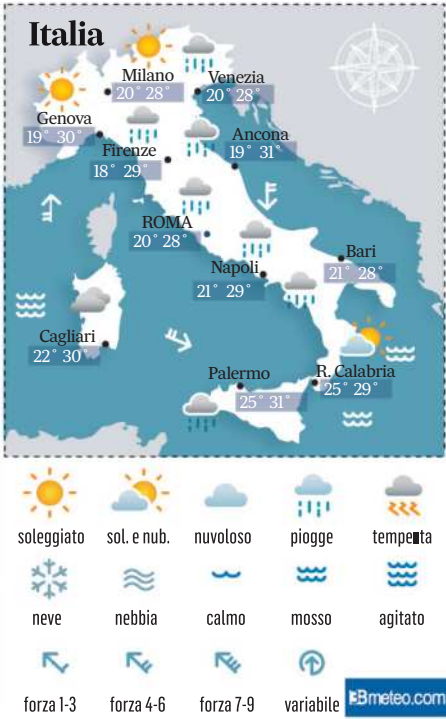 Italia
Milano
20° 28°
Venezia
20° 28°
Genova
19° 30°
Firenze
18° 29°
Ancona
19° 31°
ROMA
20° 28°
Napoli
21° 29°
Bari
21° 28°
Cagliari
22° 30°
Palermo
25° 31°
R. Calabria
25° 29°
soleggiato sol. e nub. nuvoloso piogge tempesta
neve nebbia calmo mosso agitato
forza 1-3 forza 4-6 forza 7-9 variabile
3Bmeteo.com